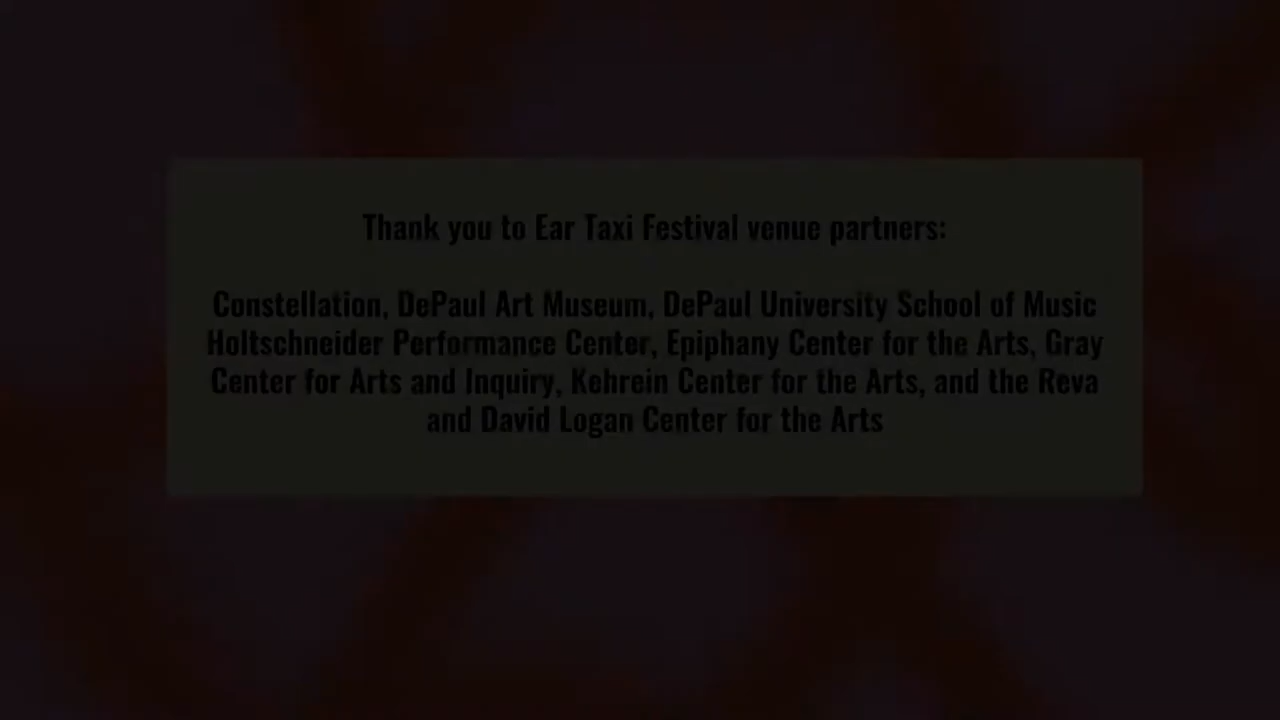 Thank you to Ear Taxi Festival venue partners:
Constellation, DePaul Art Museum, DePaul University School of Music
Holtschneider Performance Center, Epiphany Center for the Arts, Gray
Center for Arts and Inquiry, Kehrein Center for the Arts, and the Reva
and David Logan Center for the Arts